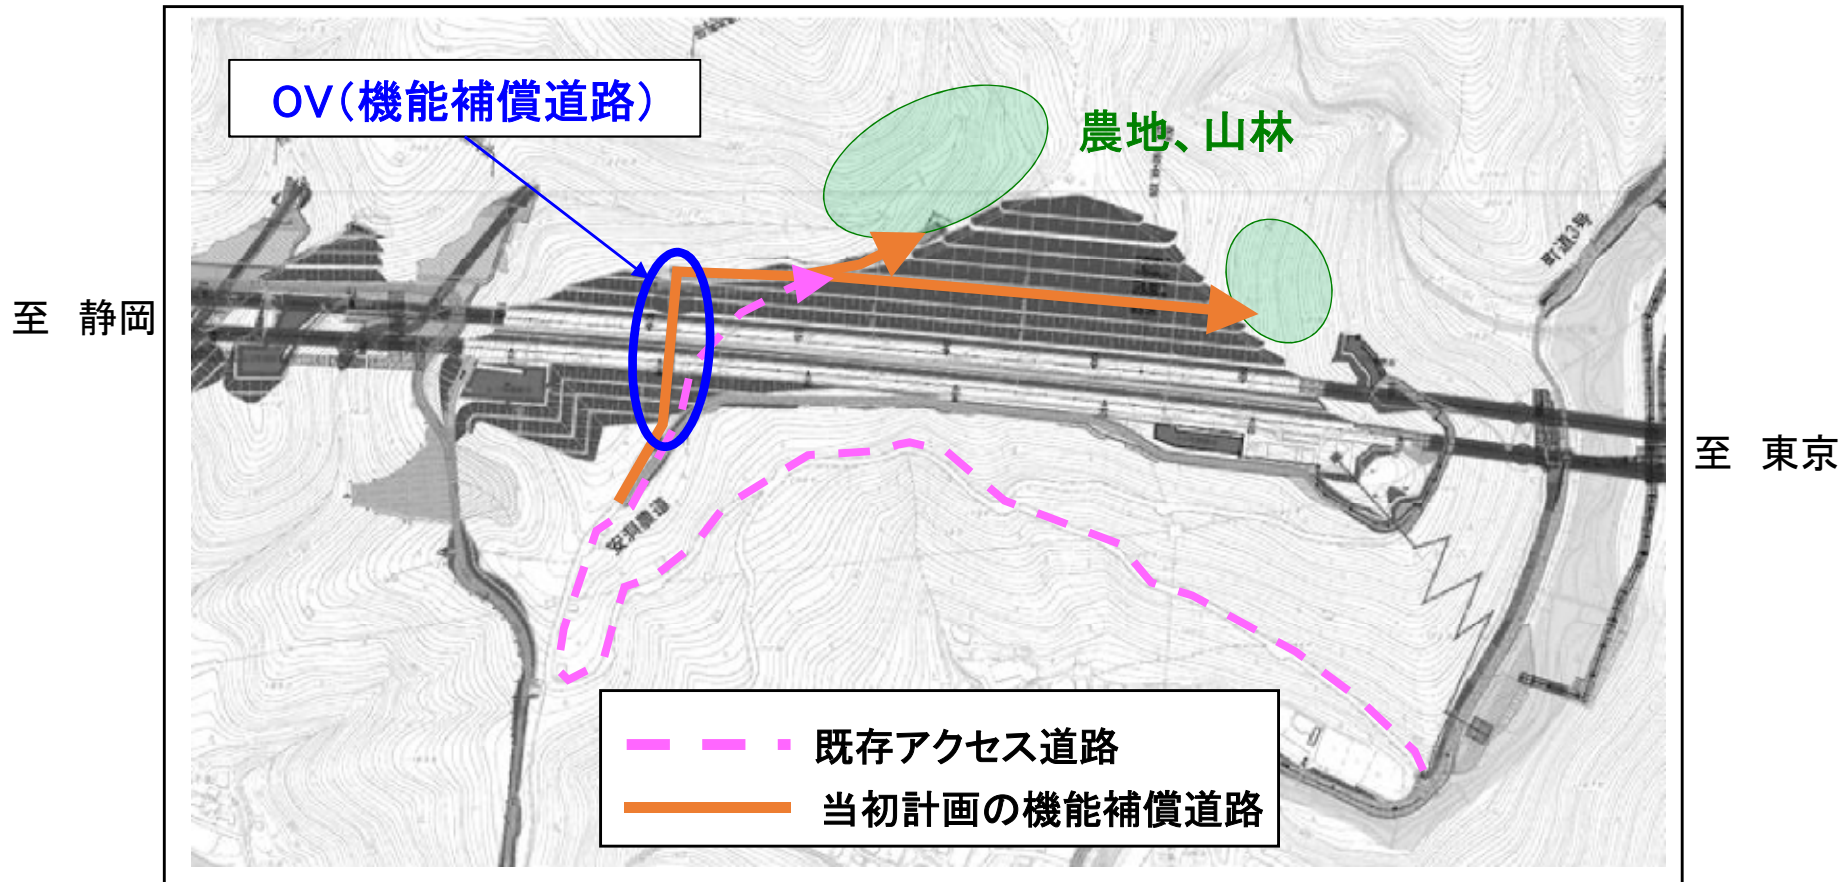 OV(機能補償道路)
農地、山林
至 静岡
至 東京
既存アクセス道路
当初計画の機能補償道路